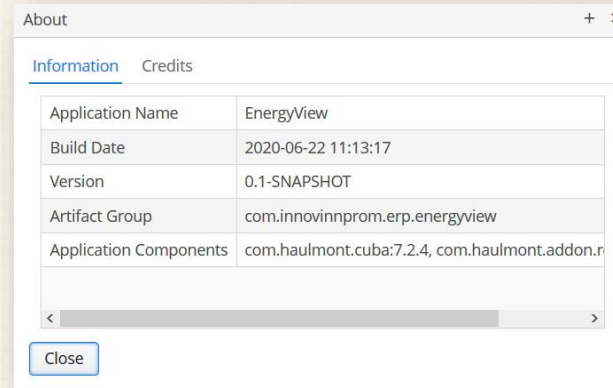 About
Information Credits
Application Name EnergyView
Build Date 2020-06-22 11:13:17
Version 0.1-SNAPSHOT
Artifact Group com.innovinnprom.erp.energyview
Application Components com.haulmont.cuba:7.2.4, com.haulmont.addon.r
Close